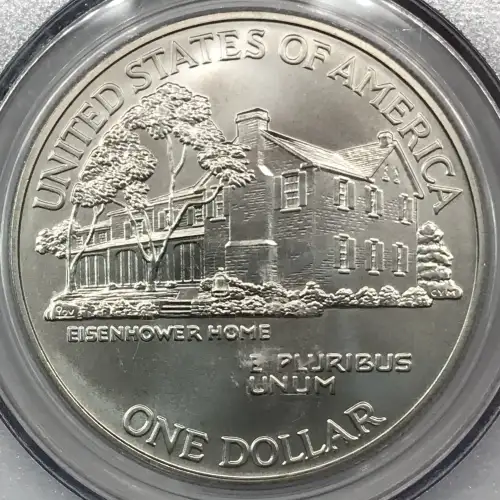 UNITED STATES OF AMERICA
EISENHOWER HOME
E PLURIBUS
UNUM
ONE DOLLAR